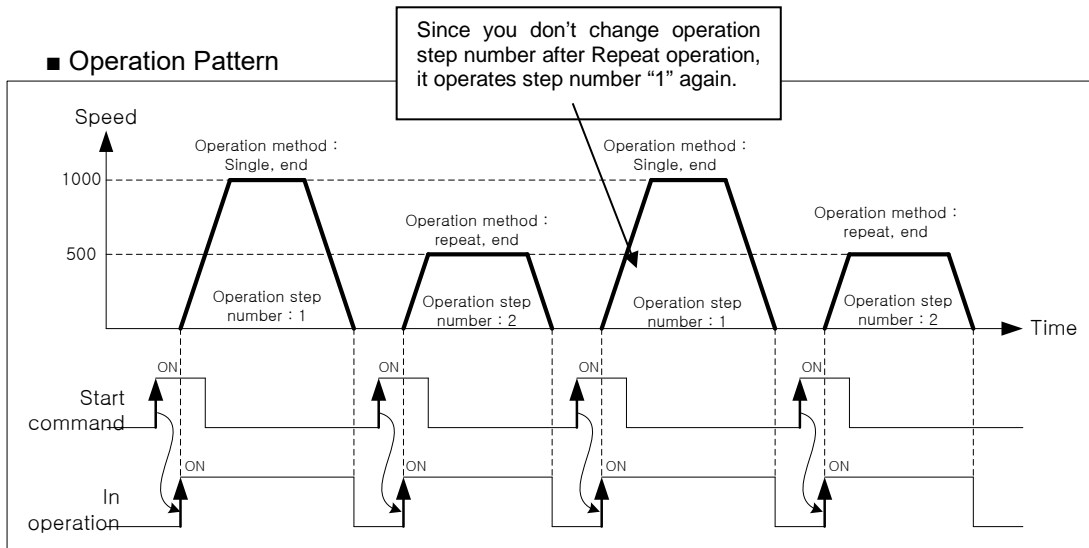 ■ Operation Pattern
Since you don't change operation
step number after Repeat operation,
it operates step number “1” again.
Speed
Operation method :
Single, end
Operation method :
Single, end
1000
Operation method :
repeat, end
Operation method :
repeat, end
500
Operation step
number : 1
Operation step
number : 2
Operation step
number : 1
Operation step
number : 2
Time
ON
ON
ON
ON
Start
command
ON
ON
ON
ON
In
operation